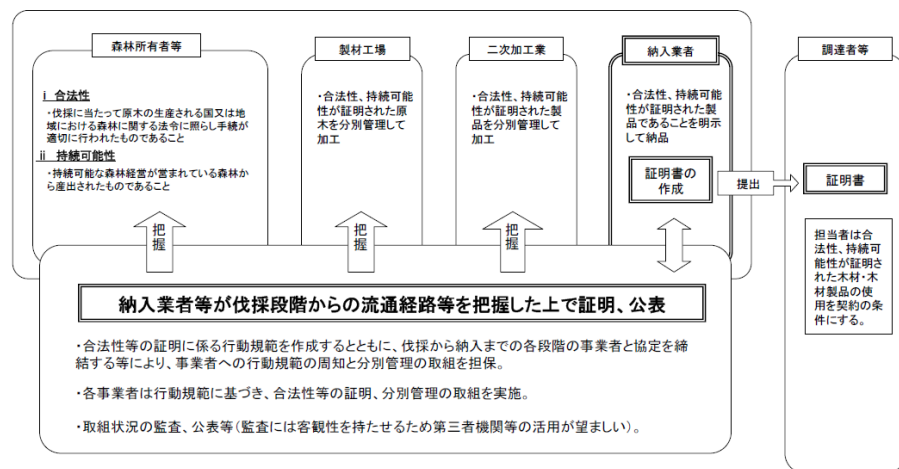 森林所有者等
ⅰ 合法性
・伐採に当たって原木の生産される国又は地
域における森林に関する法令に照らし手続が
適切に行われたものであること
ⅱ 持続可能性
・持続可能な森林経営が営まれている森林か
ら産出されたものであること
把握
製材工場
・合法性、持続可能
性が証明された原
木を分別管理して
加工
把握
二次加工業
・合法性、持続可能
性が証明された製
品を分別管理して
加工
把握
納入業者
・合法性、持続可能
性が証明された製
品であることを明示
して納品
証明書の
作成
提出
調達者等
証明書
担当者は合
法性、持続可
能性が証明さ
れた木材・木
材製品の使
用を契約の条
件にする。
納入業者等が伐採段階からの流通経路等を把握した上で証明、公表
・合法性等の証明に係る行動規範を作成するとともに、伐採から納入までの各段階の事業者と協定を締
結する等により、事業者への行動規範の周知と分別管理の取組を担保。
・各事業者は行動規範に基づき、合法性等の証明、分別管理の取組を実施。
・取組状況の監査、公表等(監査には客観性を持たせるため第三者機関等の活用が望ましい)。